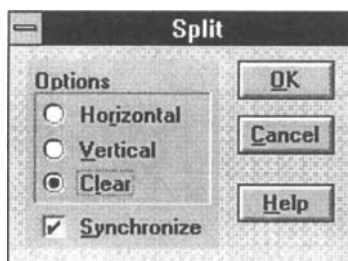 Split
Options
Horizontal
Vertical
Clear
Synchronize
OK
Cancel
Help